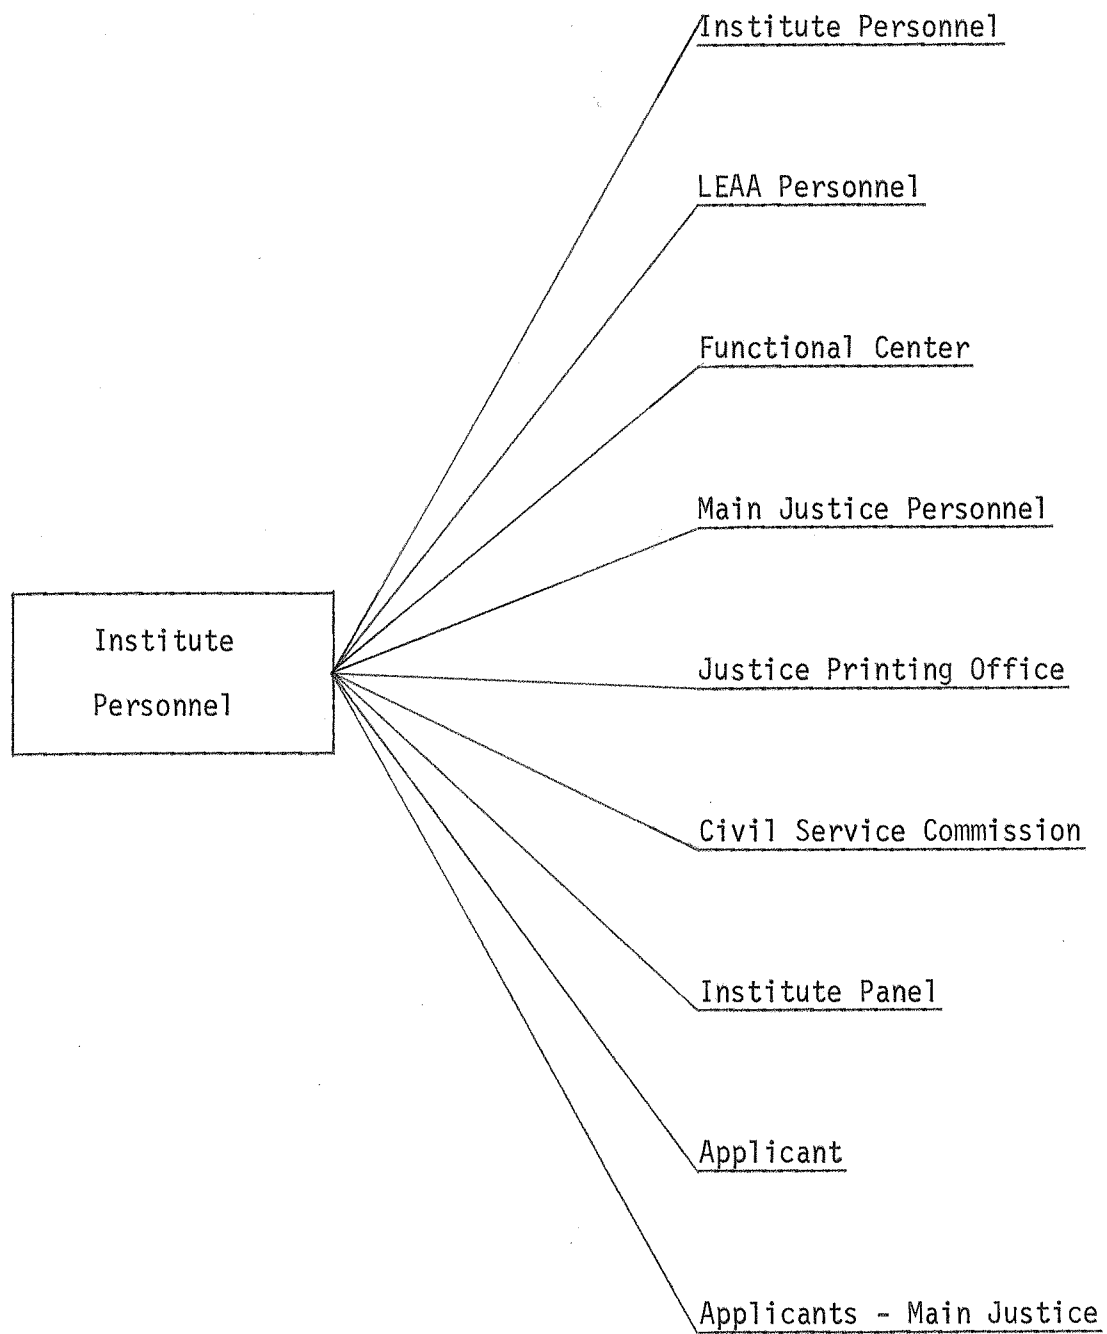 Institute Personnel
LEAA Personnel
Functional Center
Main Justice Personnel
Institute
Personnel
Justice Printing Office
Civil Service Commission
Institute Panel
Applicant
Applicants - Main Justice